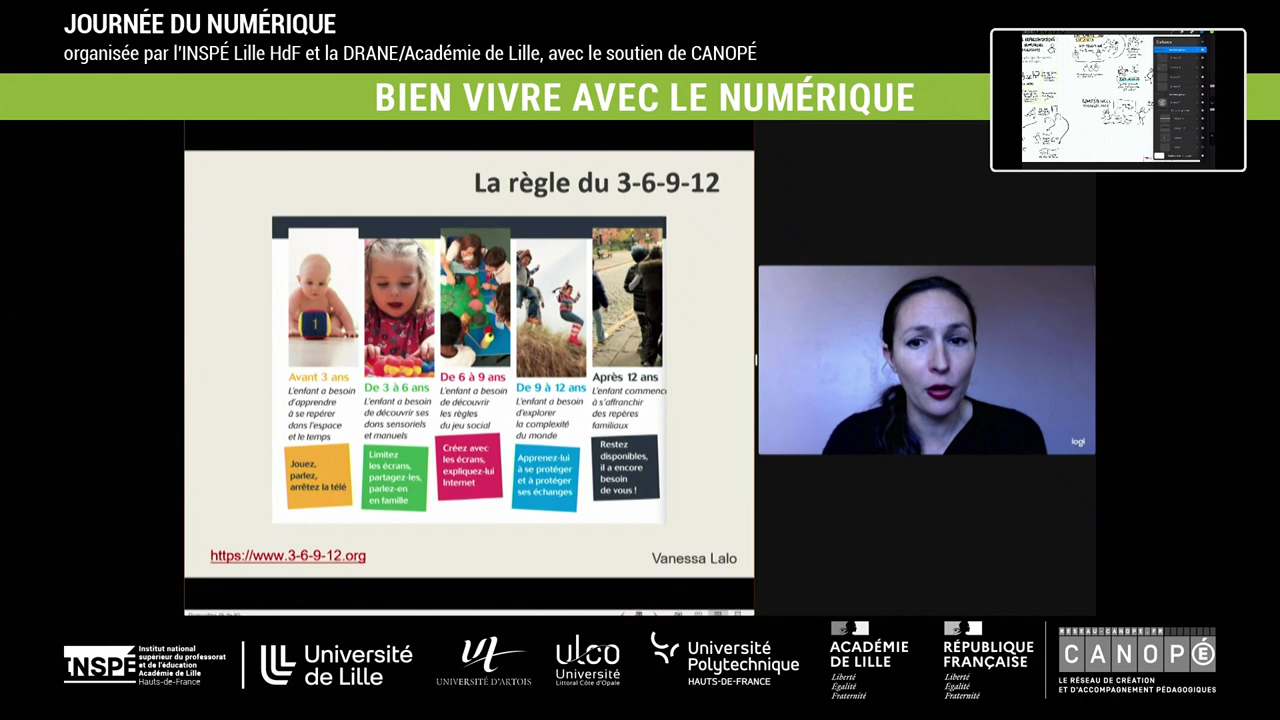 JOURNÉE DU NUMÉRIQUE
organisée par l'INSPÉ Lille HdF et la DRANE/Académie de Lille, avec le soutien de CANOPÉ
BIEN VIVRE AVEC LE NUMÉRIQUE
La règle du 3-6-9-12
Avant 3 ans
L'enfant a besoin
d'apprendre
à se repérer
dans l'espace
et le temps
Jouez,
parlez,
arrêtez la télé
De 3 à 6 ans
L'enfant a besoin
de découvrir ses
dons sensoriels
et manuels
Limitez
les écrans,
partagez-les,
parlez-en
en famille
De 6 à 9 ans
L'enfant a besoin
de découvrir
les règles
du jeu social
Créez avec
les écrans,
expliquez-lui
Internet
De 9 à 12 ans
L'enfant a besoin
d'explorer
la complexité
du monde
Apprenez-lui
à se protéger
et à protéger
ses échanges
Après 12 ans
L'enfant commenc
à s'affranchir
des repères
familiaux
Restez
disponibles,
il a encore
besoin
de vous !
https://www.3-6-9-12.org
Vanessa Lalo
logi
INSPÉ
Institut national
supérieur du professorat
et de l'éducation
Académie de Lille
Hauts-de-France
Université
de Lille
UNIVERSITÉ D'ARTOIS
ULCO
Université
Littoral Côte d'Opale
Université
Polytechnique
HAUTS-DE-FRANCE
ACADÉMIE
DE LILLE
Liberté
Égalité
Fraternité
RÉPUBLIQUE
FRANÇAISE
Liberté
Égalité
Fraternité
RESEAU-CANOPE.FR
CANOPÉ
LE RÉSEAU DE CRÉATION
ET D'ACCOMPAGNEMENT PÉDAGOGIQUES